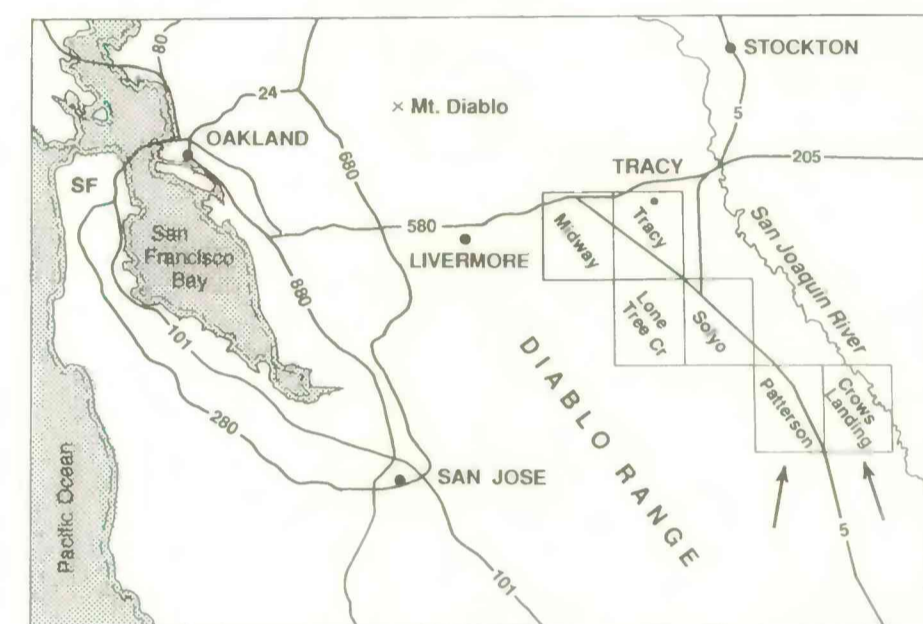 80
STOCKTON
24
Mt. Diablo
5
OAKLAND
680
TRACY
205
SF
Midway
Tracy
San Joaquin River
580
San
Francisco
Bay
LIVERMORE
880
Lone
Tree Cr
Solyo
101
DIABLO RANGE
Patterson
Crows
Landing
280
SAN JOSE
Pacific Ocean
5
101